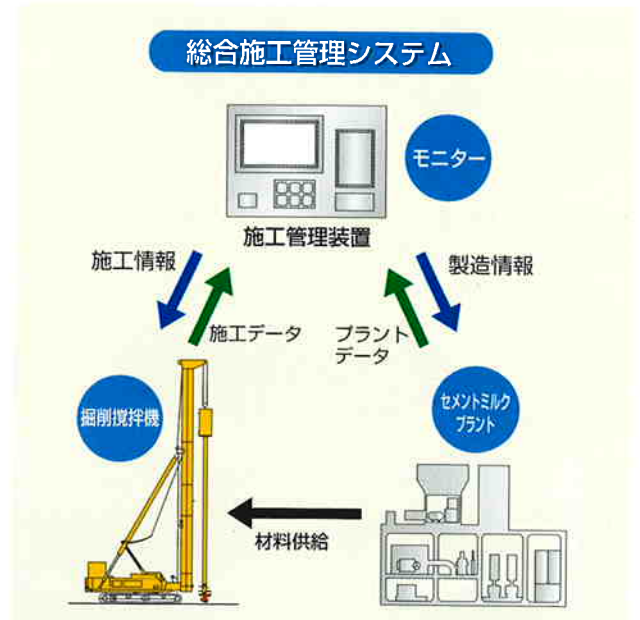 総合施工管理システム
モニター
施工管理装置
施工情報
製造情報
施工データ
プラント
データ
掘削撹拌機
セメントミルク
プラント
材料供給